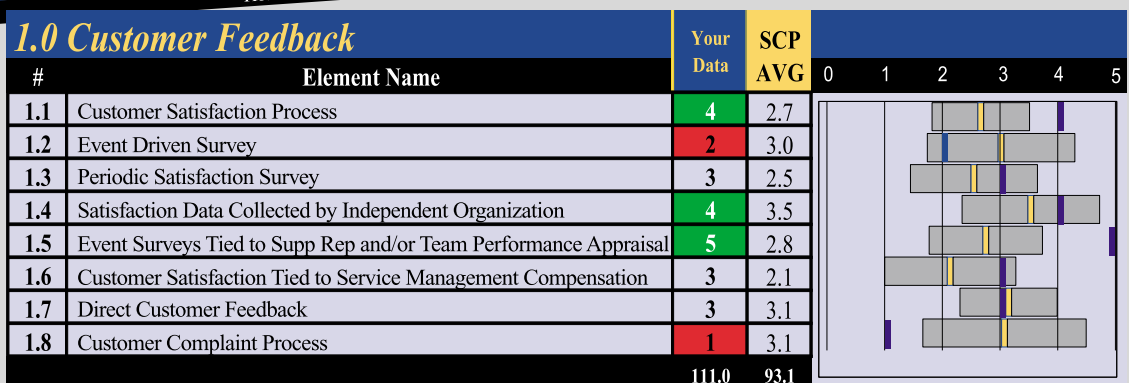 1.0 Customer Feedback Your Data SCP AVG
# Element Name 0 1 2 3 4 5
1.1 Customer Satisfaction Process 4 2.7
1.2 Event Driven Survey 2 3.0
1.3 Periodic Satisfaction Survey 3 2.5
1.4 Satisfaction Data Collected by Independent Organization 4 3.5
1.5 Event Surveys Tied to Supp Rep and/or Team Performance Appraisal 5 2.8
1.6 Customer Satisfaction Tied to Service Management Compensation 3 2.1
1.7 Direct Customer Feedback 3 3.1
1.8 Customer Complaint Process 1 3.1
111.0 93.1